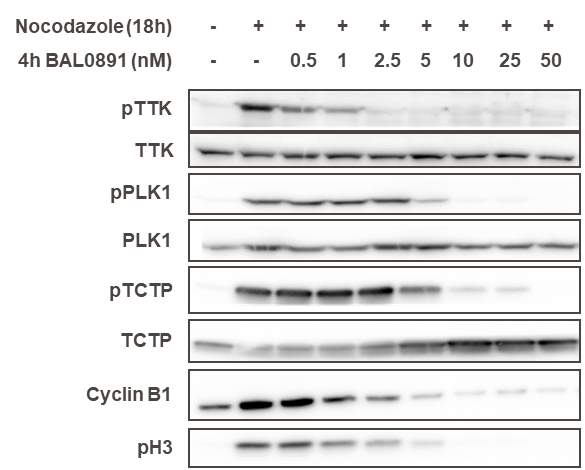 Nocodazole (18h) - + + + + + + + +
4h BAL0891 (nM) - - 0.5 1 2.5 5 10 25 50
pTTK
TTK
pPLK1
PLK1
pTCTP
TCTP
Cyclin B1
pH3